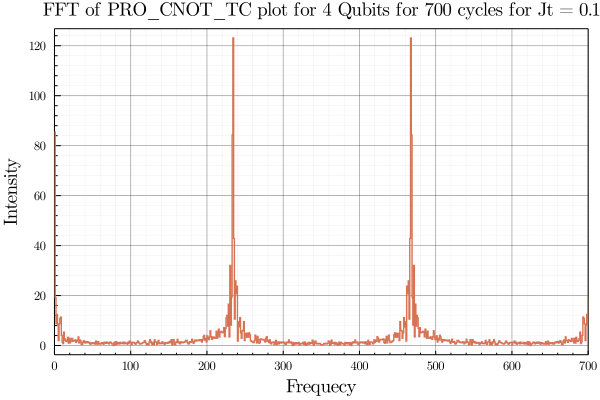 FFT of PRO_CNOT_TC plot for 4 Qubits for 700 cycles for Jt = 0.1
120
100
80
60
40
20
0
Intensity
0 100 200 300 400 500 600 700
Frequecy